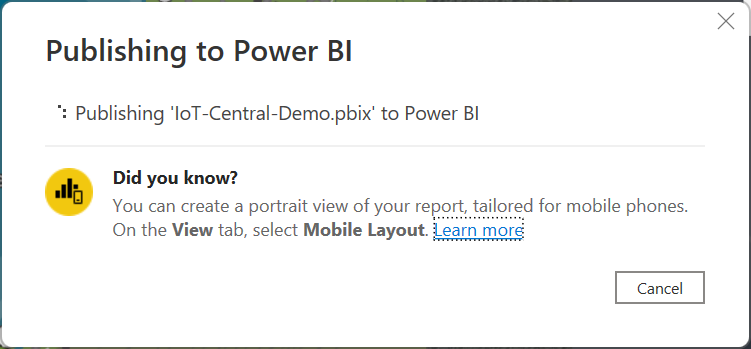 Publishing to Power BI
Publishing 'IoT-Central-Demo.pbix' to Power BI
Did you know?
You can create a portrait view of your report, tailored for mobile phones.
On the View tab, select Mobile Layout. Learn more
Cancel